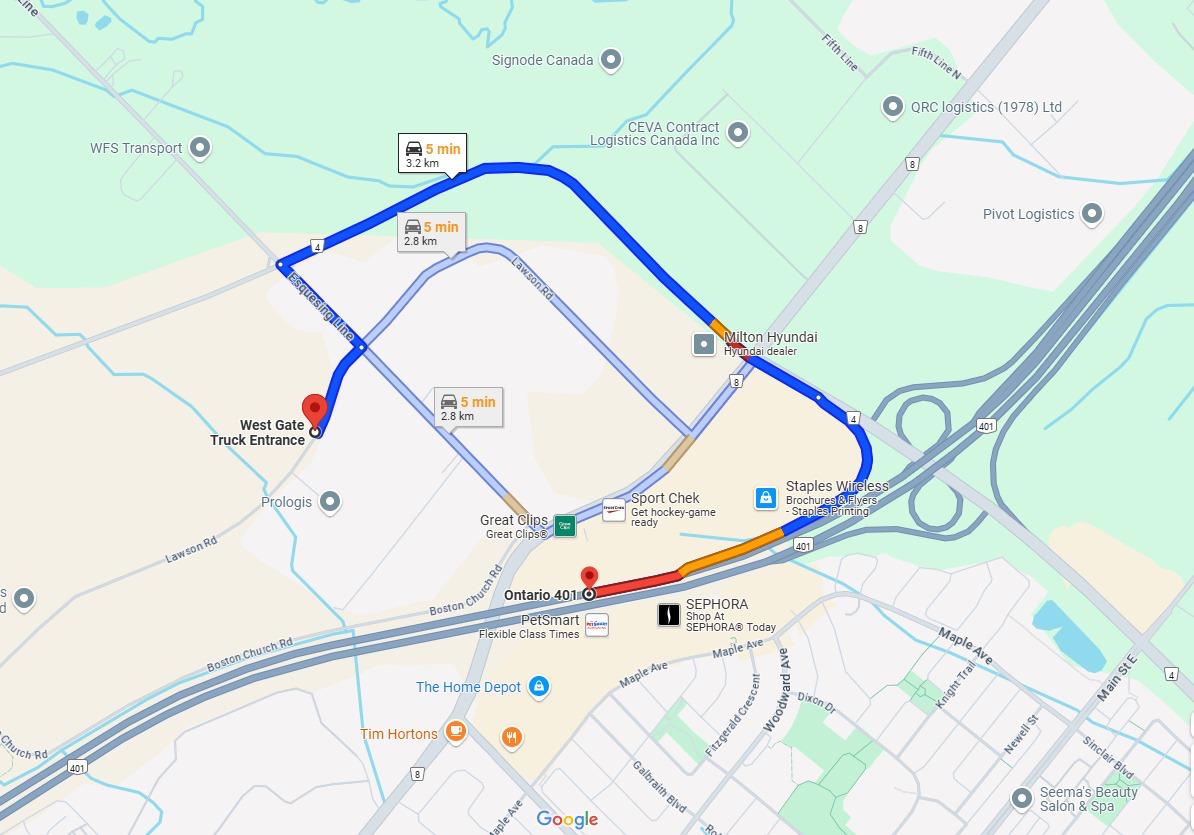 Line
Fifth Line
Fifth Line N
Signode Canada
QRC logistics (1978) Ltd
CEVA Contract
Logistics Canada Inc
WFS Transport
5 min
3.2 km
8
Pivot Logistics
5 min
2.8 km
8
4
Lawson Rd
Esquesing Line
Milton Hyundai
Hyundai dealer
8
5 min
2.8 km
4
401
West Gate
Truck Entrance
Prologis
Staples Wireless
Brochures & Flyers
- Staples Printing
Sport Chek
Get hockey-game
ready
Great Clips
Great Clips®
Great
Clips
401
Lawson Rd
Boston Church Rd
Ontario 401
s
d
SEPHORA
Shop At
SEPHORA® Today
PetSmart
Flexible Class Times
Boston Church Rd
Maple Ave
Maple Ave
Maple Ave
Main St E
4
Woodward Ave
Knight Trail
The Home Depot
Fitzgerald Crescent
Dixon Dr
Newell St
Tim Hortons
Church Rd
401
8
Sinclair Blvd
Galbraith Blvd
Maple Ave
Seema's Beauty
Salon & Spa
Google
Ro